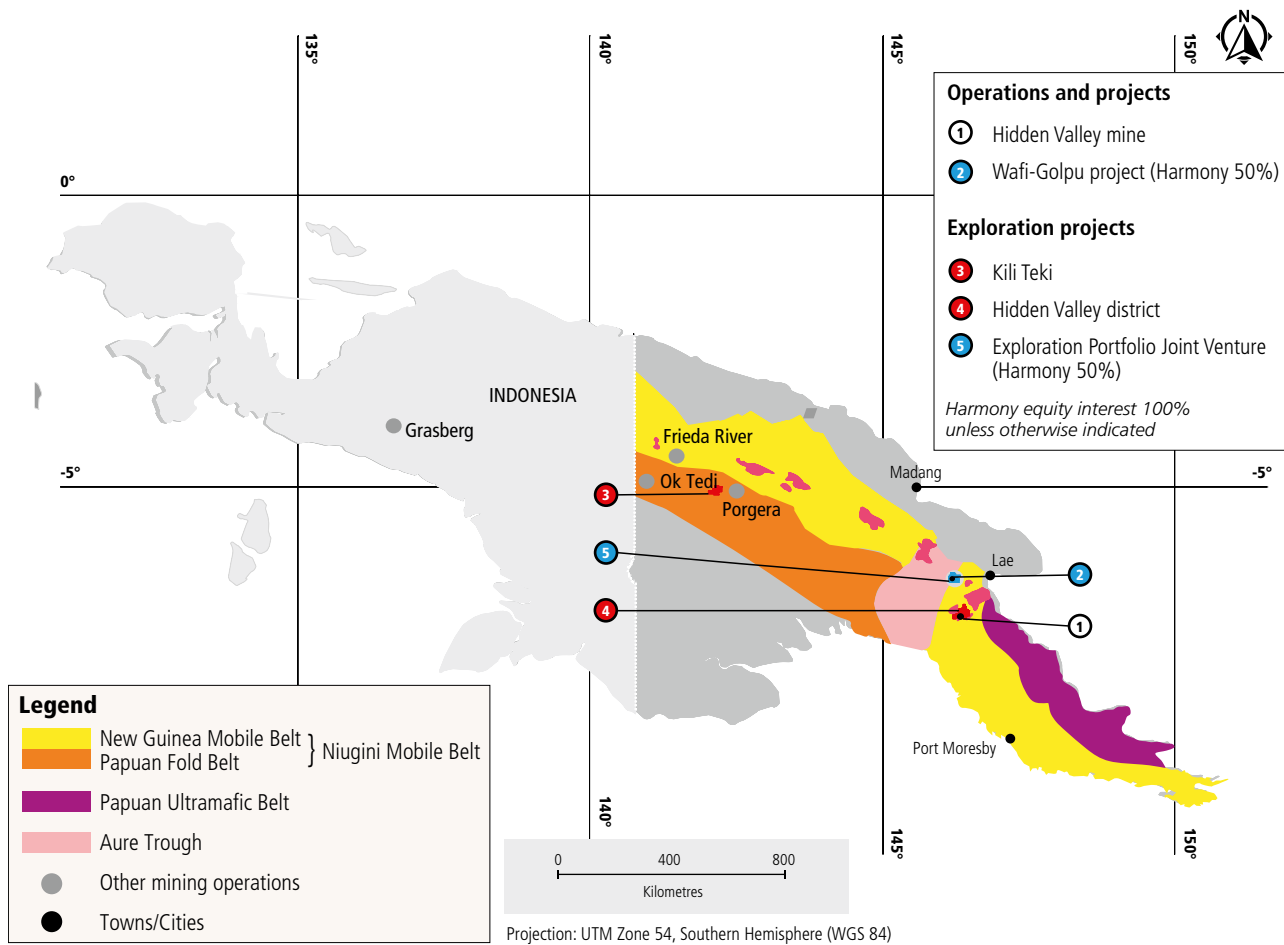 N
135°
140°
145°
150°
Operations and projects
1 Hidden Valley mine
2 Wafi-Golpu project (Harmony 50%)
Exploration projects
3 Kili Teki
4 Hidden Valley district
5 Exploration Portfolio Joint Venture
(Harmony 50%)
Harmony equity interest 100%
unless otherwise indicated
0°
INDONESIA
Grasberg
Frieda River
-5°
Madang
-5°
3
Ok Tedi
Porgera
5
Lae
2
4
1
Port Moresby
Legend
New Guinea Mobile Belt } Niugini Mobile Belt
Papuan Fold Belt
Papuan Ultramafic Belt
Aure Trough
Other mining operations
Towns/Cities
140°
145°
150°
0 400 800
Kilometres
Projection: UTM Zone 54, Southern Hemisphere (WGS 84)